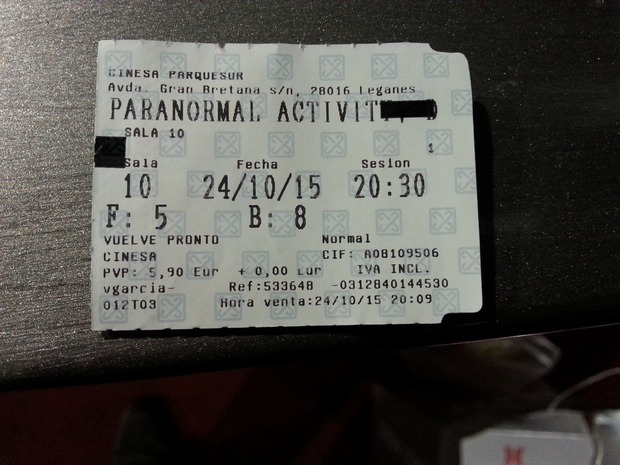 CINESA PARQUESUR
Avda. Gran Bretana s/n, 28016 Leganes
PARANORMAL ACTIVIT
SALA 10
1
Sala Fecha Sesion
10 24/10/15 20:30
F: 5 B: 8
VUELVE PRONTO Normal
CINESA CIF: A08109506
PVP: 5,90 Eur + 0,00 Eur IVA INCL.
vgarcia- Ref:533648 -0312840144530
012T03 Hora venta:24/10/15 20:09